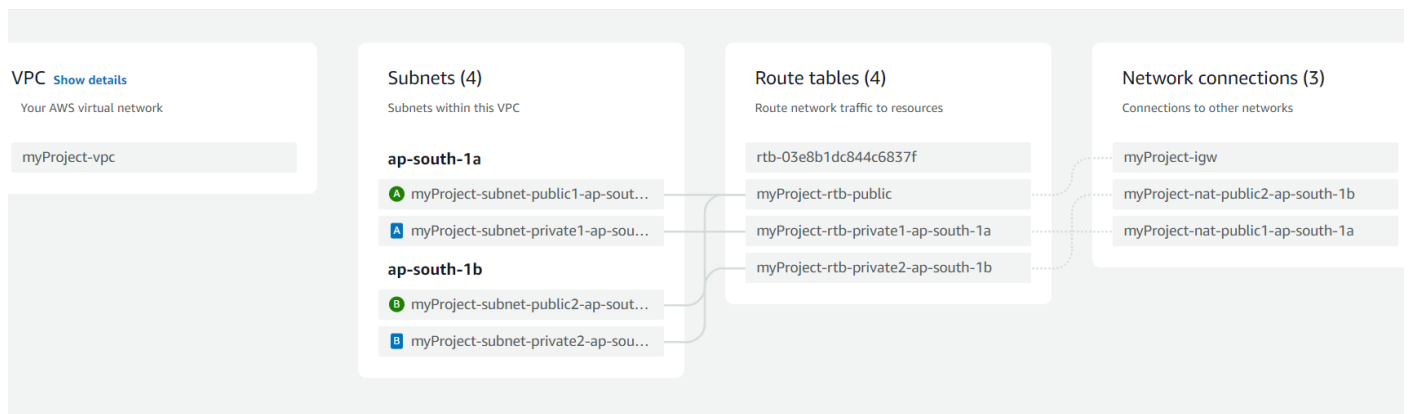 VPC Show details
Your AWS virtual network
myProject-vpc
Subnets (4)
Subnets within this VPC
ap-south-1a
A myProject-subnet-public1-ap-sout...
A myProject-subnet-private1-ap-sou...
ap-south-1b
B myProject-subnet-public2-ap-sout...
B myProject-subnet-private2-ap-sou...
Route tables (4)
Route network traffic to resources
rtb-03e8b1dc844c6837f
myProject-rtb-public
myProject-rtb-private1-ap-south-1a
myProject-rtb-private2-ap-south-1b
Network connections (3)
Connections to other networks
myProject-igw
myProject-nat-public2-ap-south-1b
myProject-nat-public1-ap-south-1a